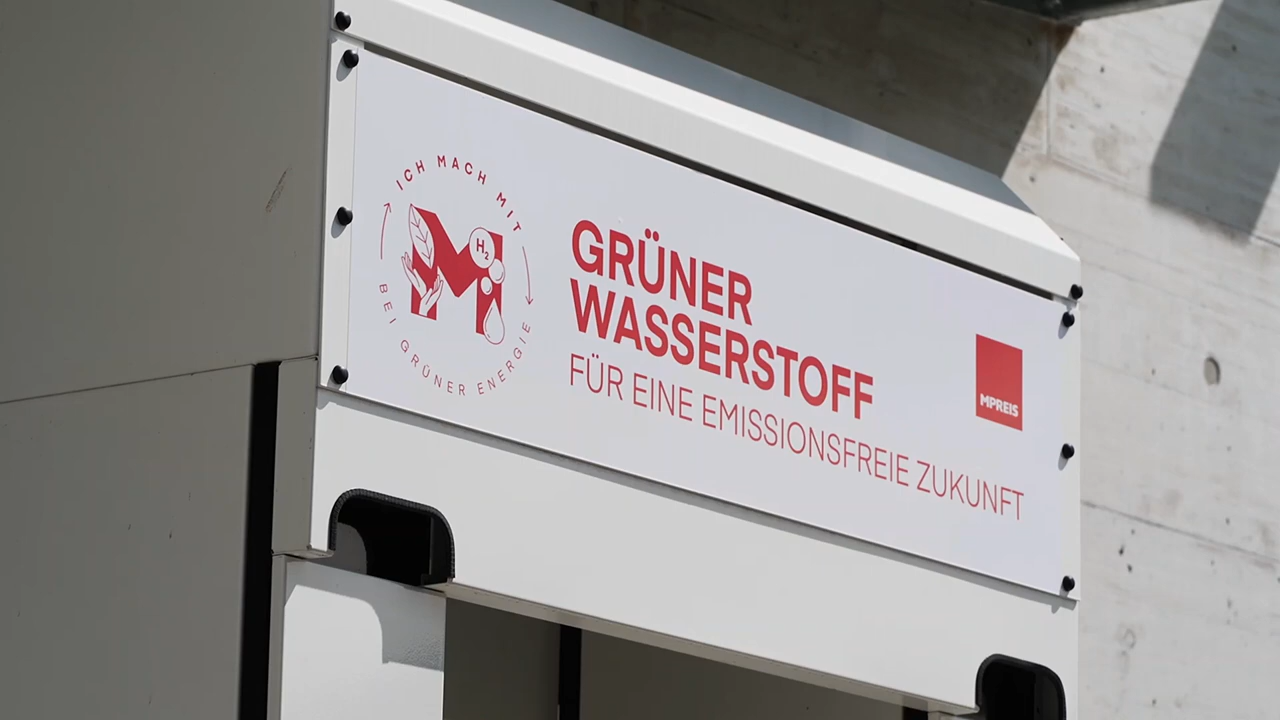 ICH MACH MIT
H₂
BEI GRÜNER ENERGIE
GRÜNER
WASSERSTOFF
FÜR EINE EMISSIONSFREIE ZUKUNFT
MPREIS